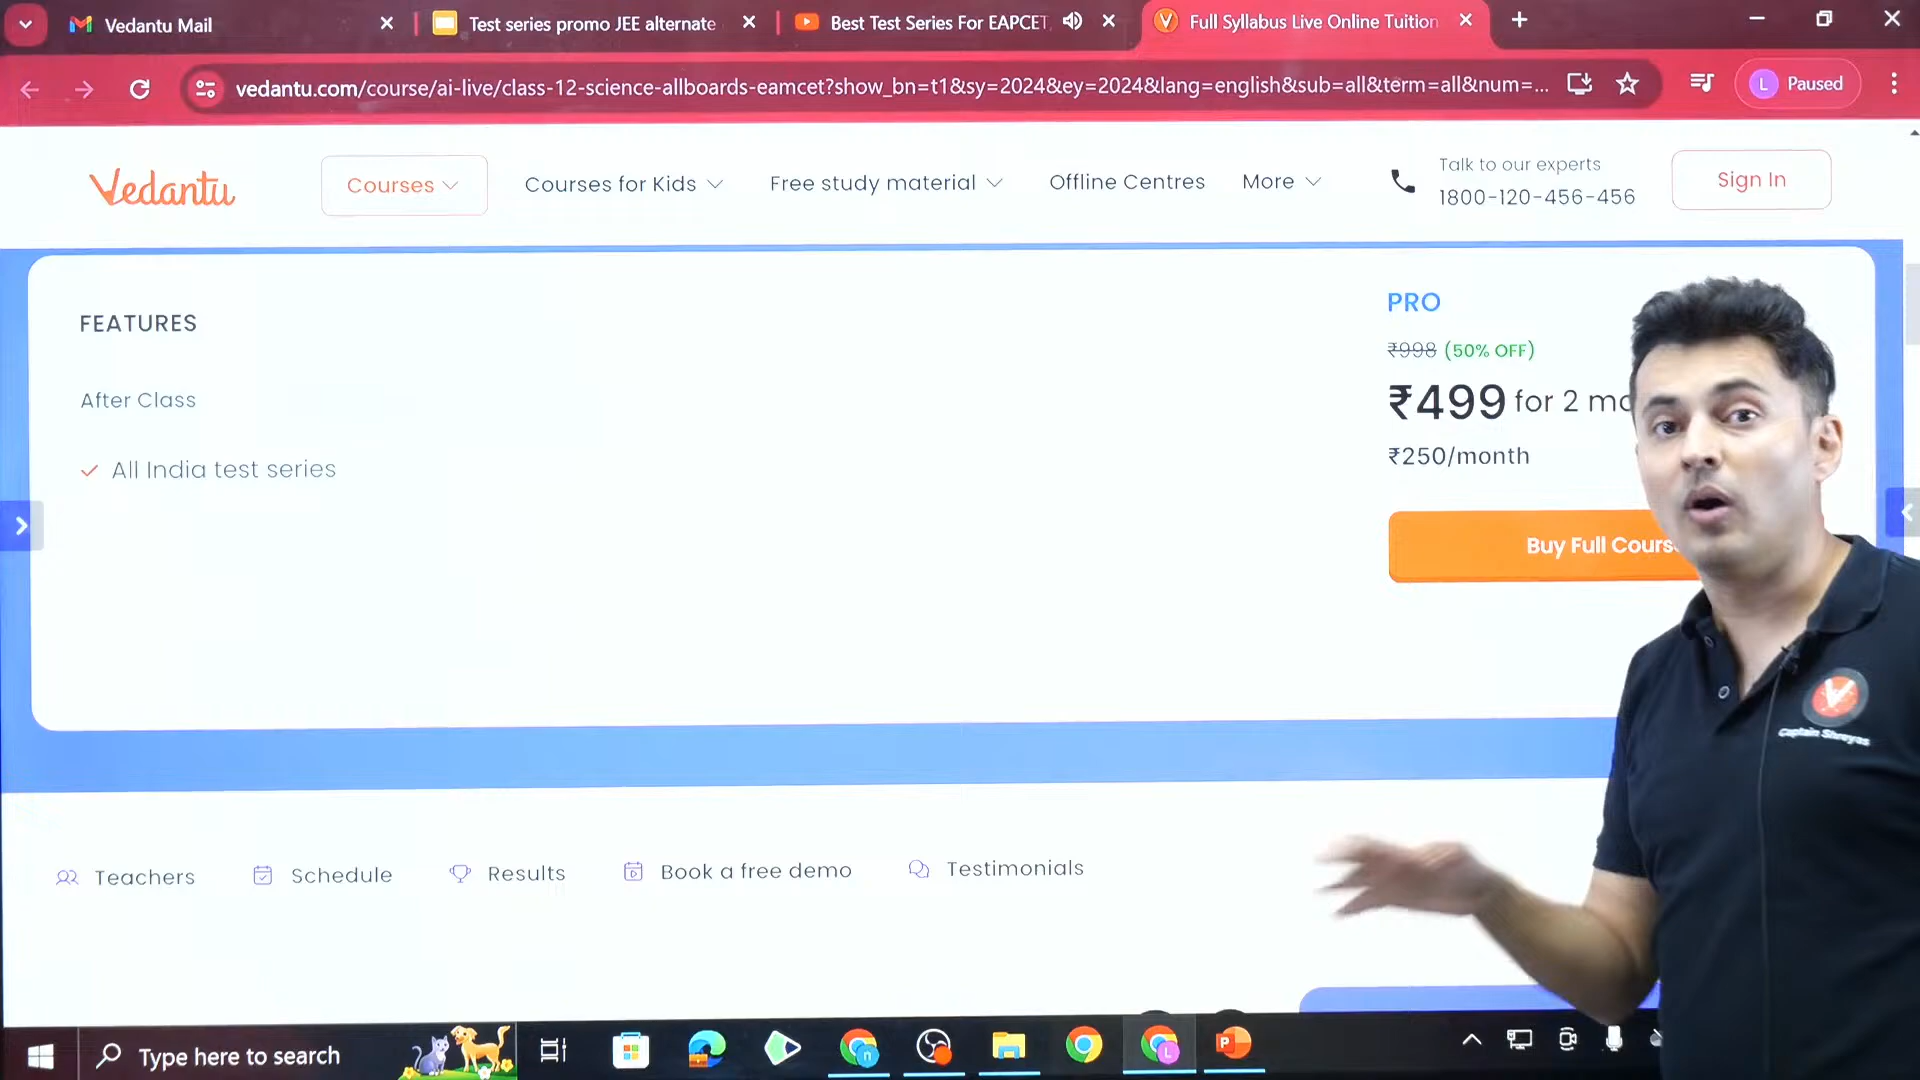 Vedantu Mail
Test series promo JEE alternate
Best Test Series For EAPCET,
Full Syllabus Live Online Tuition
vedantu.com/course/ai-live/class-12-science-allboards-eamcet?show_bn=t1&sy=2024&ey=2024&lang=english&sub=all&term=all&num=...
L Paused
Vedantu
Courses
Courses for Kids
Free study material
Offline Centres
More
Talk to our experts
1800-120-456-456
Sign In
FEATURES
After Class
All India test series
PRO
₹998 (50% OFF)
₹499 for 2 mo
₹250/month
Buy Full Cours
Captain Shreyas
Teachers
Schedule
Results
Book a free demo
Testimonials
Type here to search